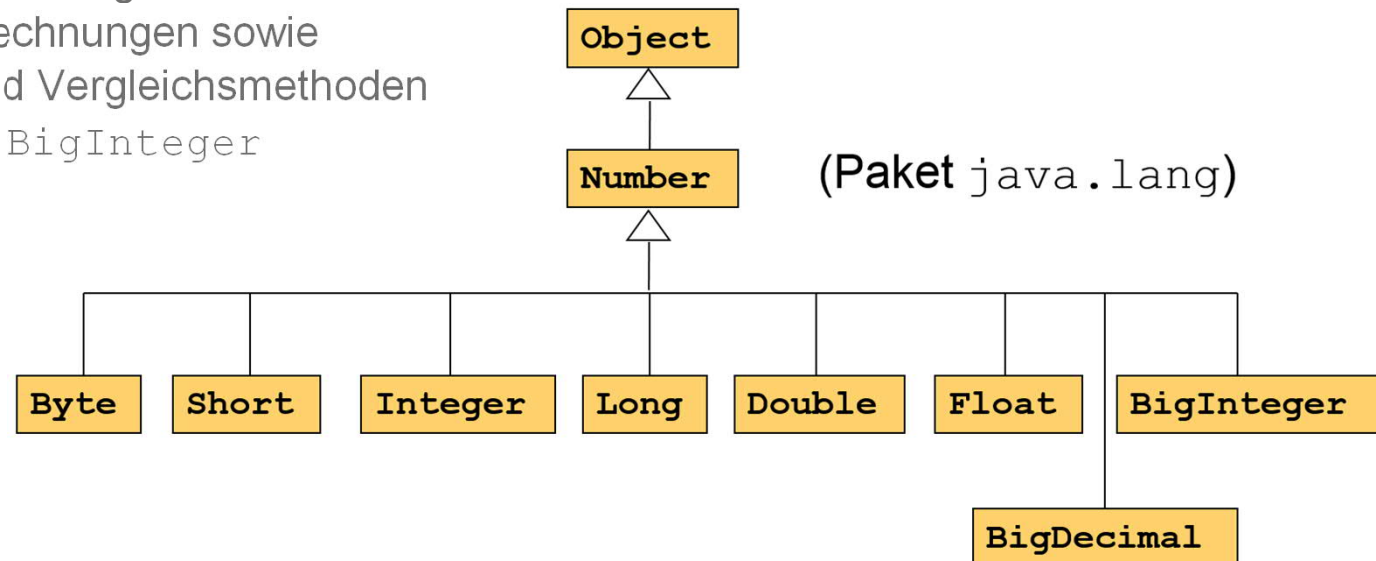 echnungen sowie
d Vergleichsmethoden
BigInteger
Object
Number
(Paket java.lang)
Byte
Short
Integer
Long
Double
Float
BigInteger
BigDecimal